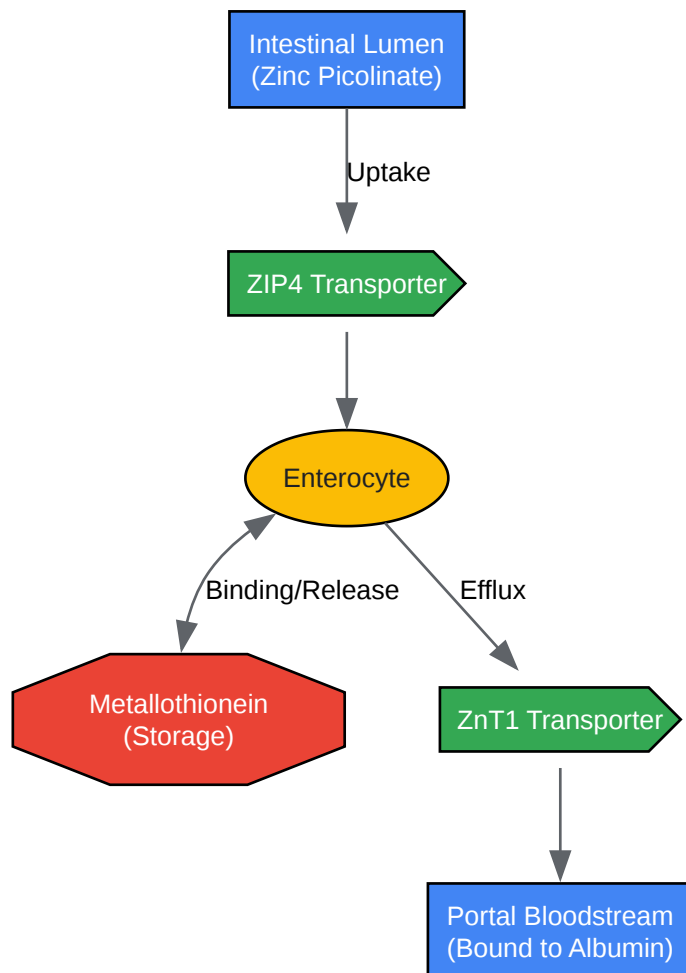 Intestinal Lumen
(Zinc Picolinate)
Uptake
ZIP4 Transporter
Enterocyte
Binding/Release
Efflux
Metallothionein
(Storage)
ZnT1 Transporter
Portal Bloodstream
(Bound to Albumin)